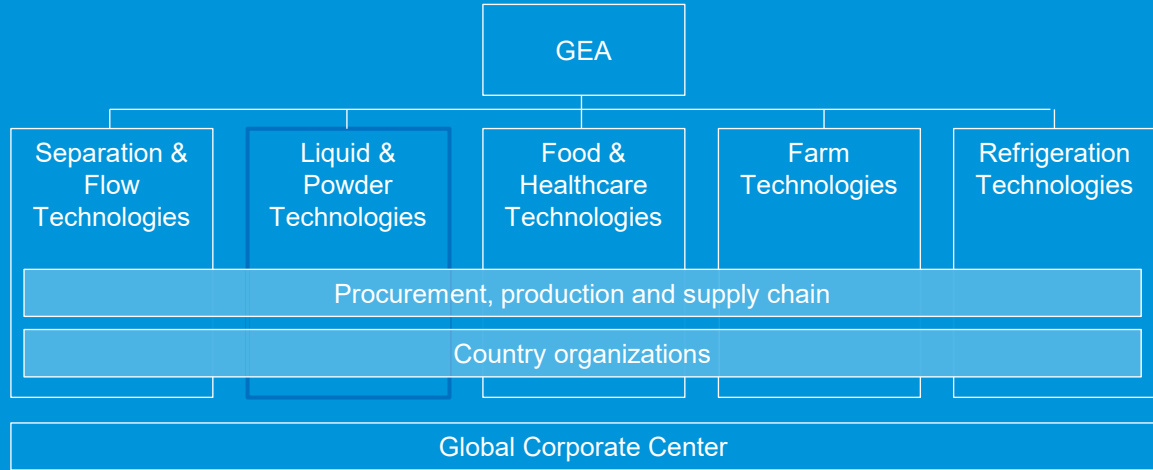 GEA
Separation &
Flow
Technologies
Liquid &
Powder
Technologies
Food &
Healthcare
Technologies
Farm
Technologies
Refrigeration
Technologies
Procurement, production and supply chain
Country organizations
Global Corporate Center